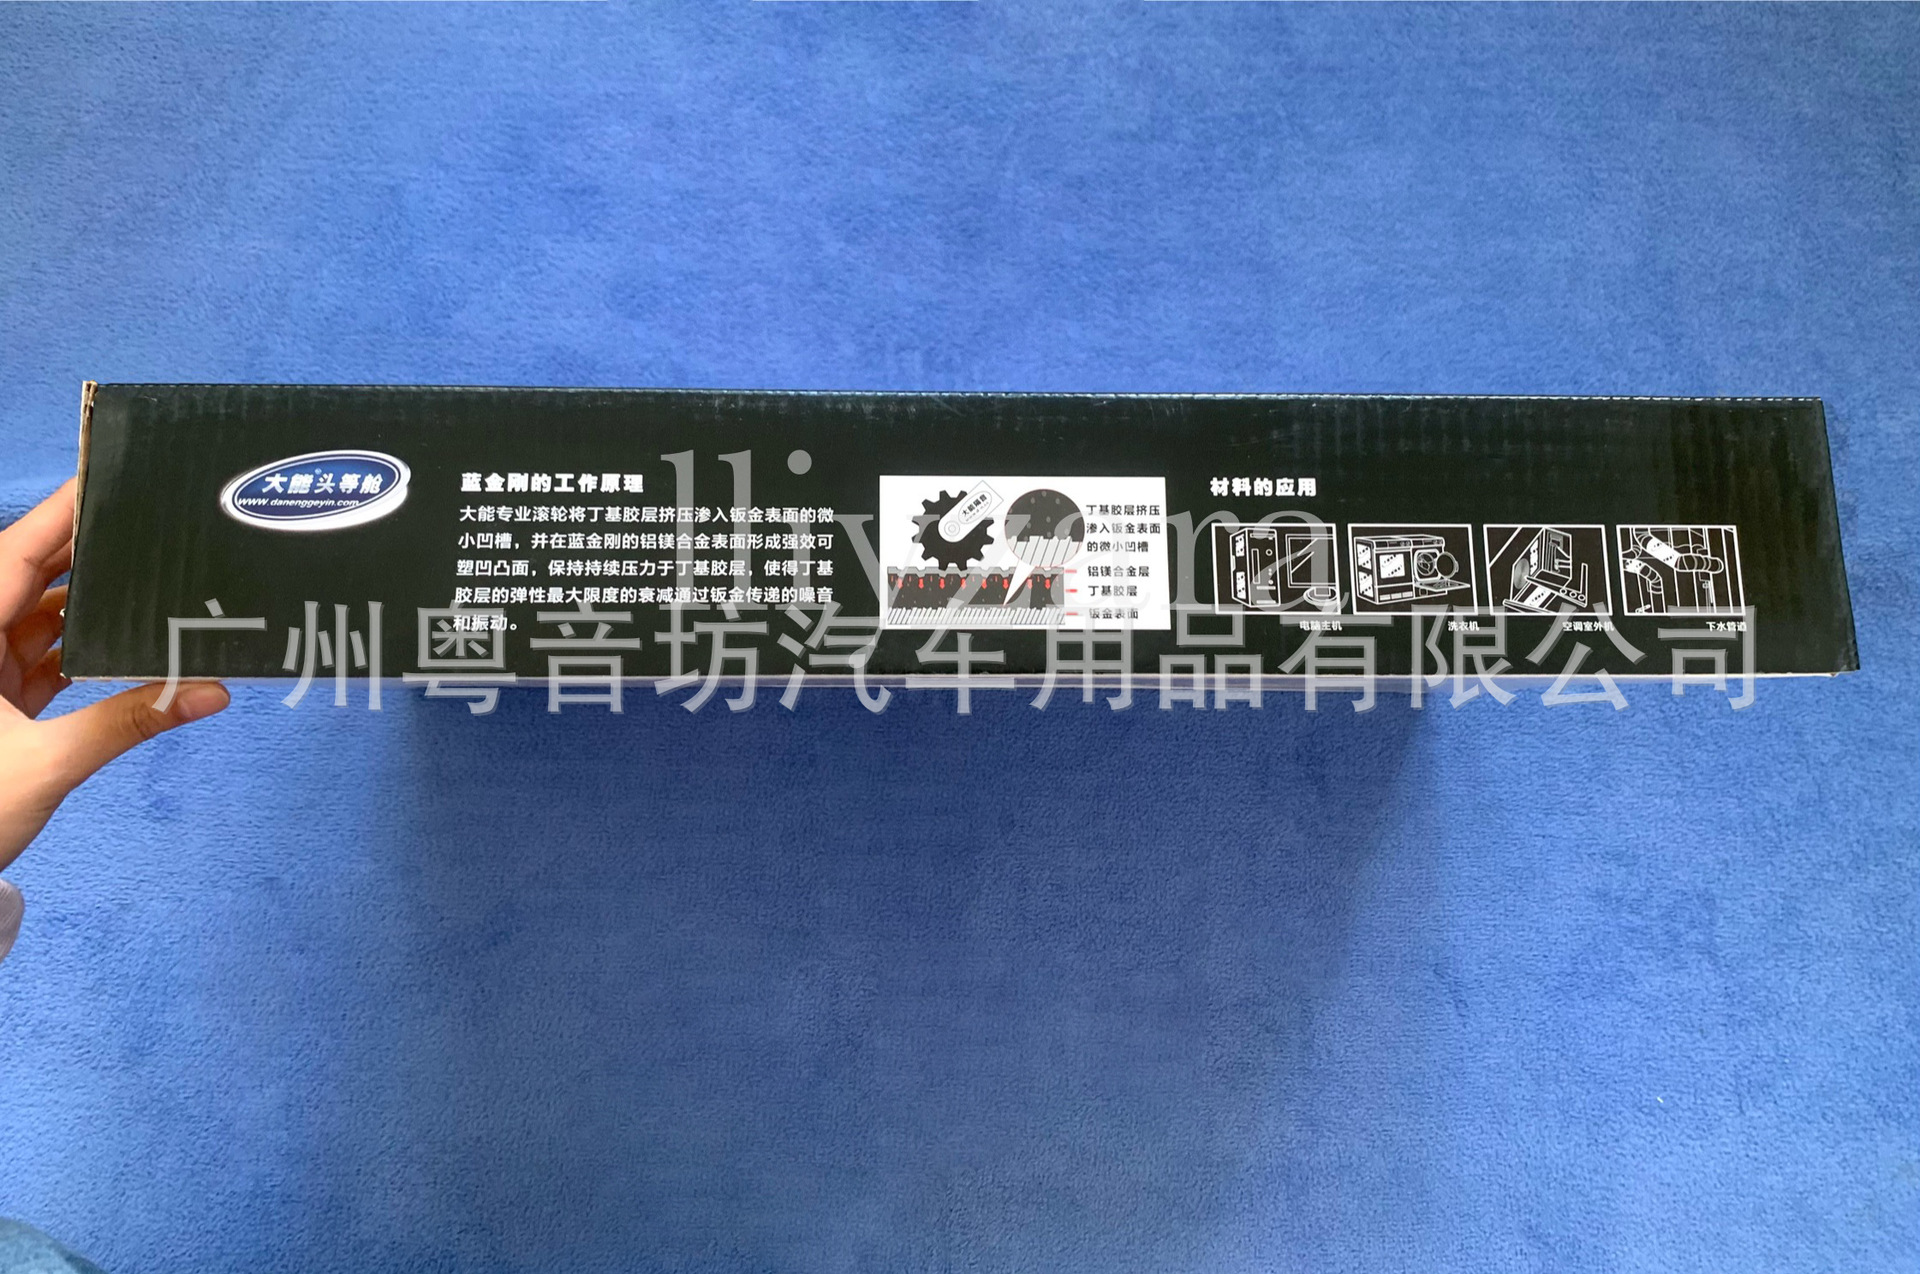 大能头等舱
www.danenggeyin.com
蓝金刚的工作原理
大能专业滚轮将丁基胶层挤压渗入钣金表面的微
小凹槽，并在蓝金刚的铝镁合金表面形成强效可
塑凹凸面，保持持续压力于丁基胶层，使得丁基
胶层的弹性最大限度的衰减通过钣金传递的噪音
和振动。
大能隔音
丁基胶层挤压
渗入钣金表面
的微小凹槽
铝镁合金层
丁基胶层
钣金表面
材料的应用
电脑主机
洗衣机
空调室外机
下水管道
lliyzara
广州粤音坊汽车用品有限公司